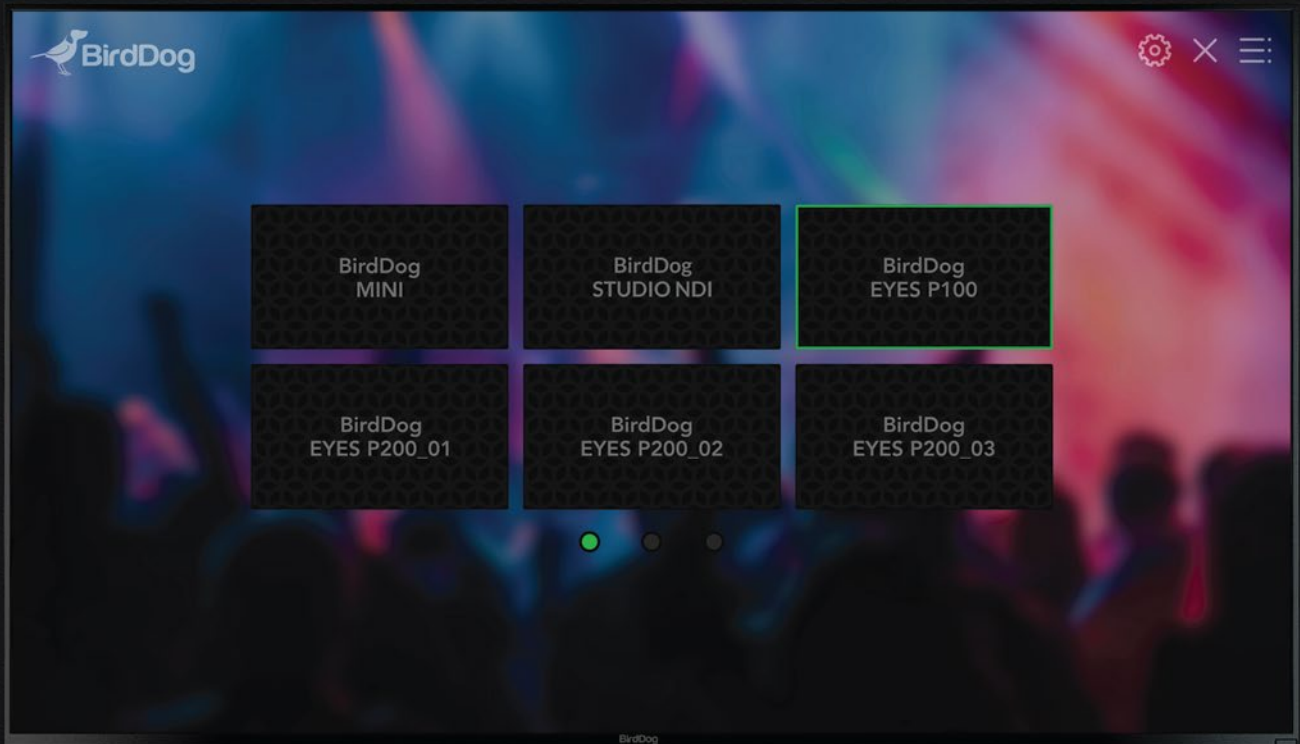 BirdDog
BirdDog
MINI
BirdDog
STUDIO NDI
BirdDog
EYES P100
BirdDog
EYES P200_01
BirdDog
EYES P200_02
BirdDog
EYES P200_03
BirdDog